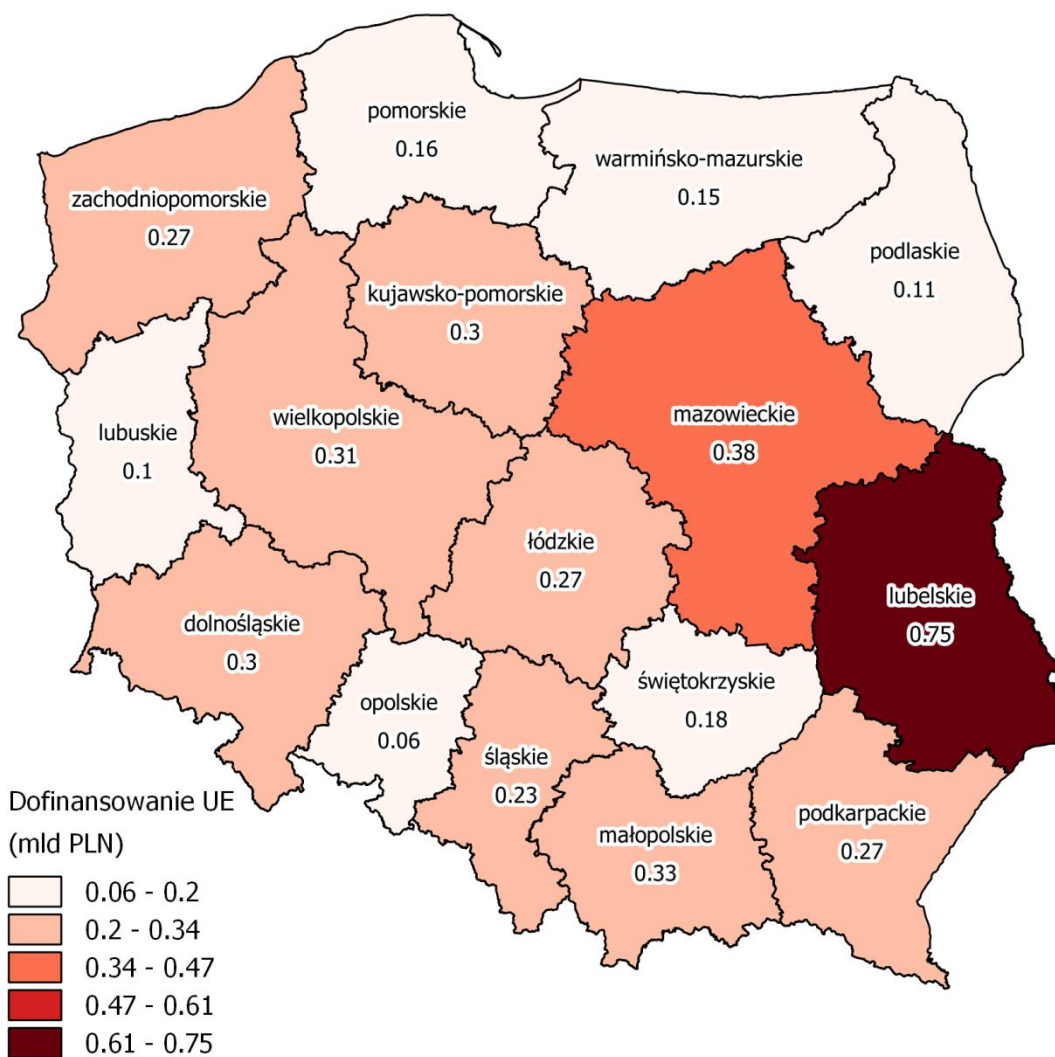 pomorskie
0.16
warmińsko-mazurskie
0.15
zachodniopomorskie
0.27
podlaskie
0.11
kujawsko-pomorskie
0.3
mazowieckie
0.38
wielkopolskie
0.31
lubuskie
0.1
łódzkie
0.27
lubelskie
0.75
dolnośląskie
0.3
świętokrzyskie
0.18
opolskie
0.06
śląskie
0.23
małopolskie
0.33
podkarpackie
0.27
Dofinansowanie UE
(mld PLN)
0.06 - 0.2
0.2 - 0.34
0.34 - 0.47
0.47 - 0.61
0.61 - 0.75